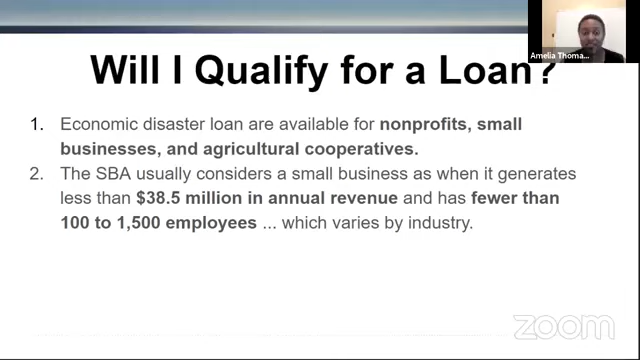 Amelia Thoma...
Will I Qualify for a Loan?
1. Economic disaster loan are available for nonprofits, small
businesses, and agricultural cooperatives.
2. The SBA usually considers a small business as when it generates
less than $38.5 million in annual revenue and has fewer than
100 to 1,500 employees ... which varies by industry.
zoom